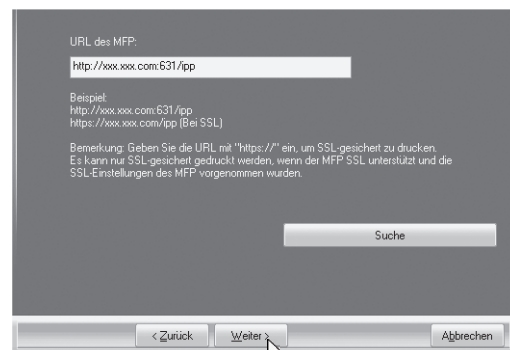 URL des MFP:
http://xxx.xxx.com:631/ipp
Beispiel:
http://xxx.xxx.com:631/ipp
https://xxx.xxx.com/ipp (Bei SSL)
Bemerkung: Geben Sie die URL mit "https://" ein, um SSL-gesichert zu drucken.
Es kann nur SSL-gesichert gedruckt werden, wenn der MFP SSL unterstützt und die
SSL-Einstellungen des MFP vorgenommen wurden.
Suche
< Zurück
Weiter >
Abbrechen